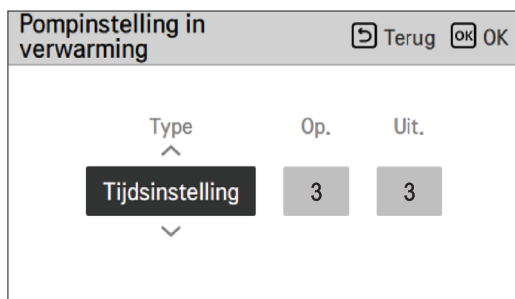 Pompinstelling in
verwarming
Terug OK OK
Type Op. Uit.
Tijdsinstelling 3 3